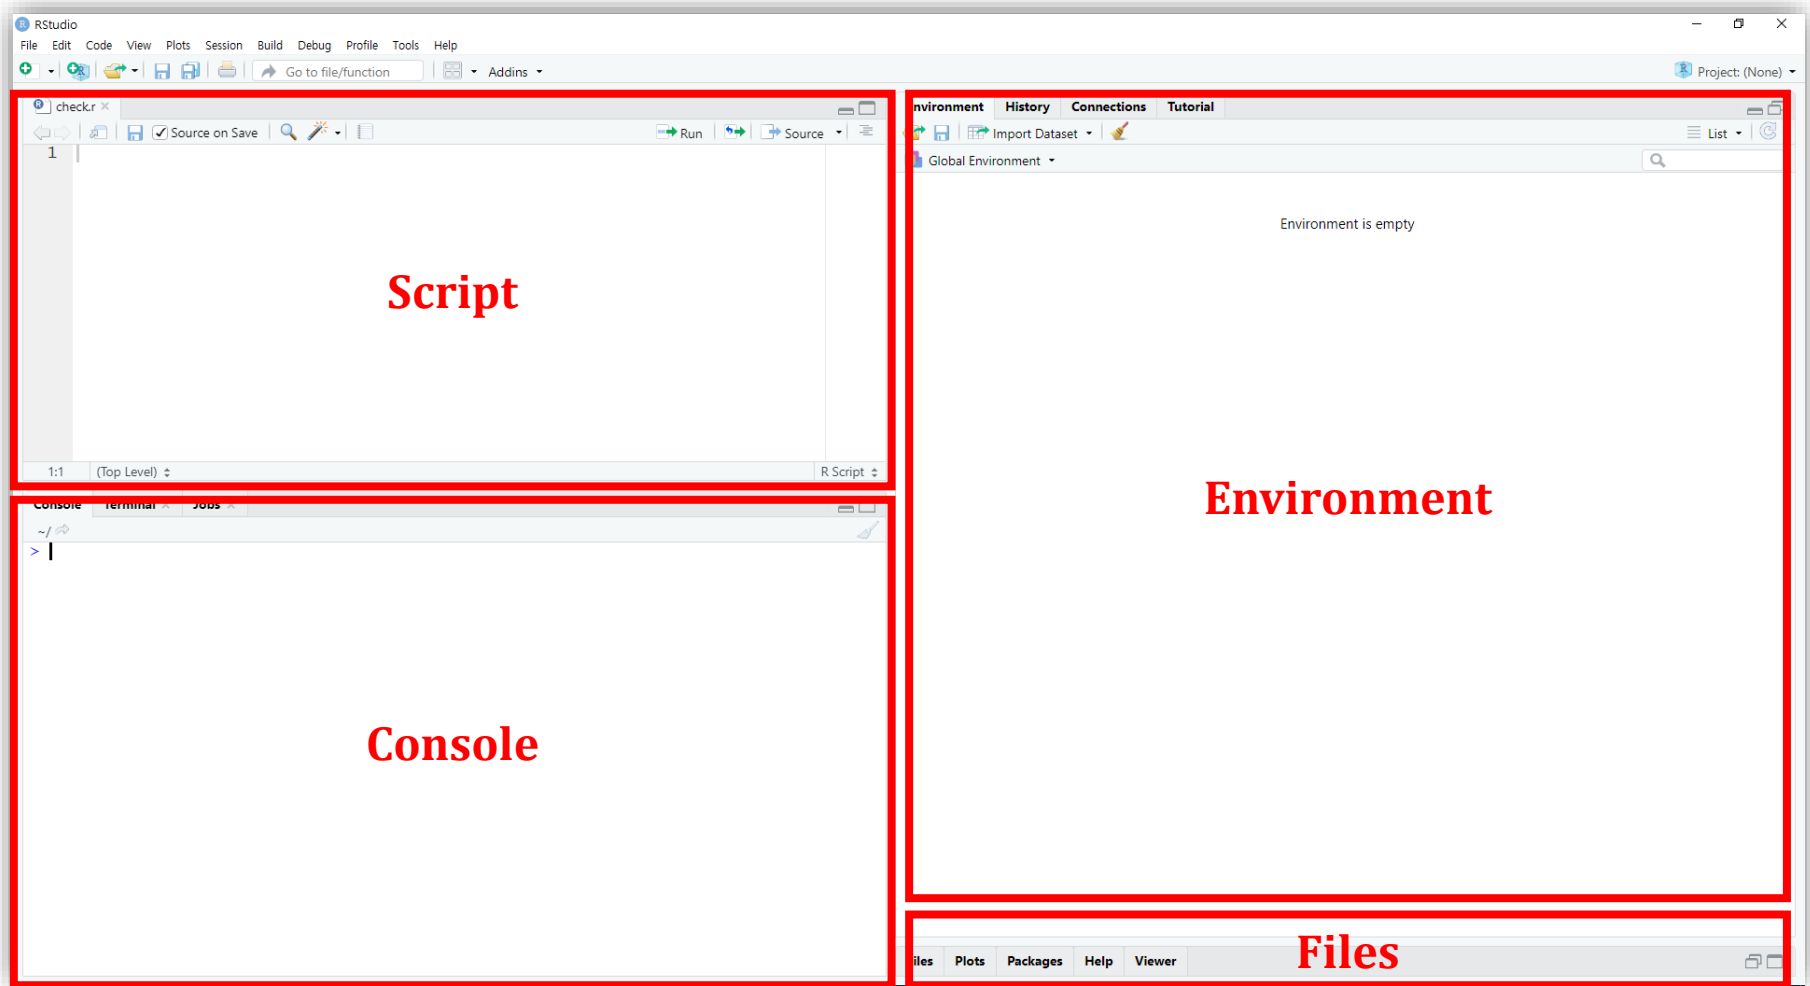 RStudio
File Edit Code View Plots Session Build Debug Profile Tools Help
Go to file/function Addins Project: (None)
check.r
Source on Save Run Source
1
Script
1:1 (Top Level) R Script
Console Terminal Jobs
~/
>
Console
nvironment History Connections Tutorial
Import Dataset List
Global Environment
Environment is empty
Environment
Files
iles Plots Packages Help Viewer